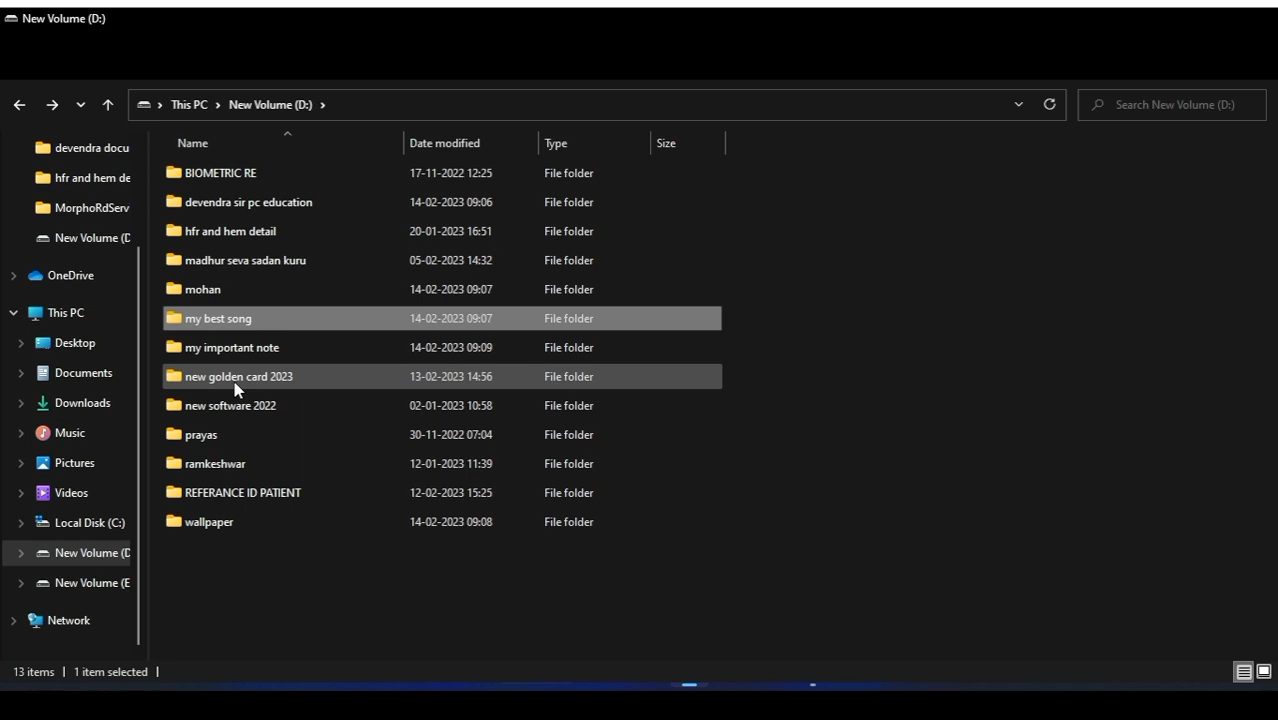 New Volume (D:)
This PC > New Volume (D:) >
Search New Volume (D:)
devendra docu
hfr and hem de
MorphoRdServ
New Volume (D
OneDrive
This PC
Desktop
Documents
Downloads
Music
Pictures
Videos
Local Disk (C:)
New Volume (D
New Volume (E
Network
Name Date modified Type Size
BIOMETRIC RE 17-11-2022 12:25 File folder
devendra sir pc education 14-02-2023 09:06 File folder
hfr and hem detail 20-01-2023 16:51 File folder
madhur seva sadan kuru 05-02-2023 14:32 File folder
mohan 14-02-2023 09:07 File folder
my best song 14-02-2023 09:07 File folder
my important note 14-02-2023 09:09 File folder
new golden card 2023 13-02-2023 14:56 File folder
new software 2022 02-01-2023 10:58 File folder
prayas 30-11-2022 07:04 File folder
ramkeshwar 12-01-2023 11:39 File folder
REFERANCE ID PATIENT 12-02-2023 15:25 File folder
wallpaper 14-02-2023 09:08 File folder
13 items | 1 item selected |